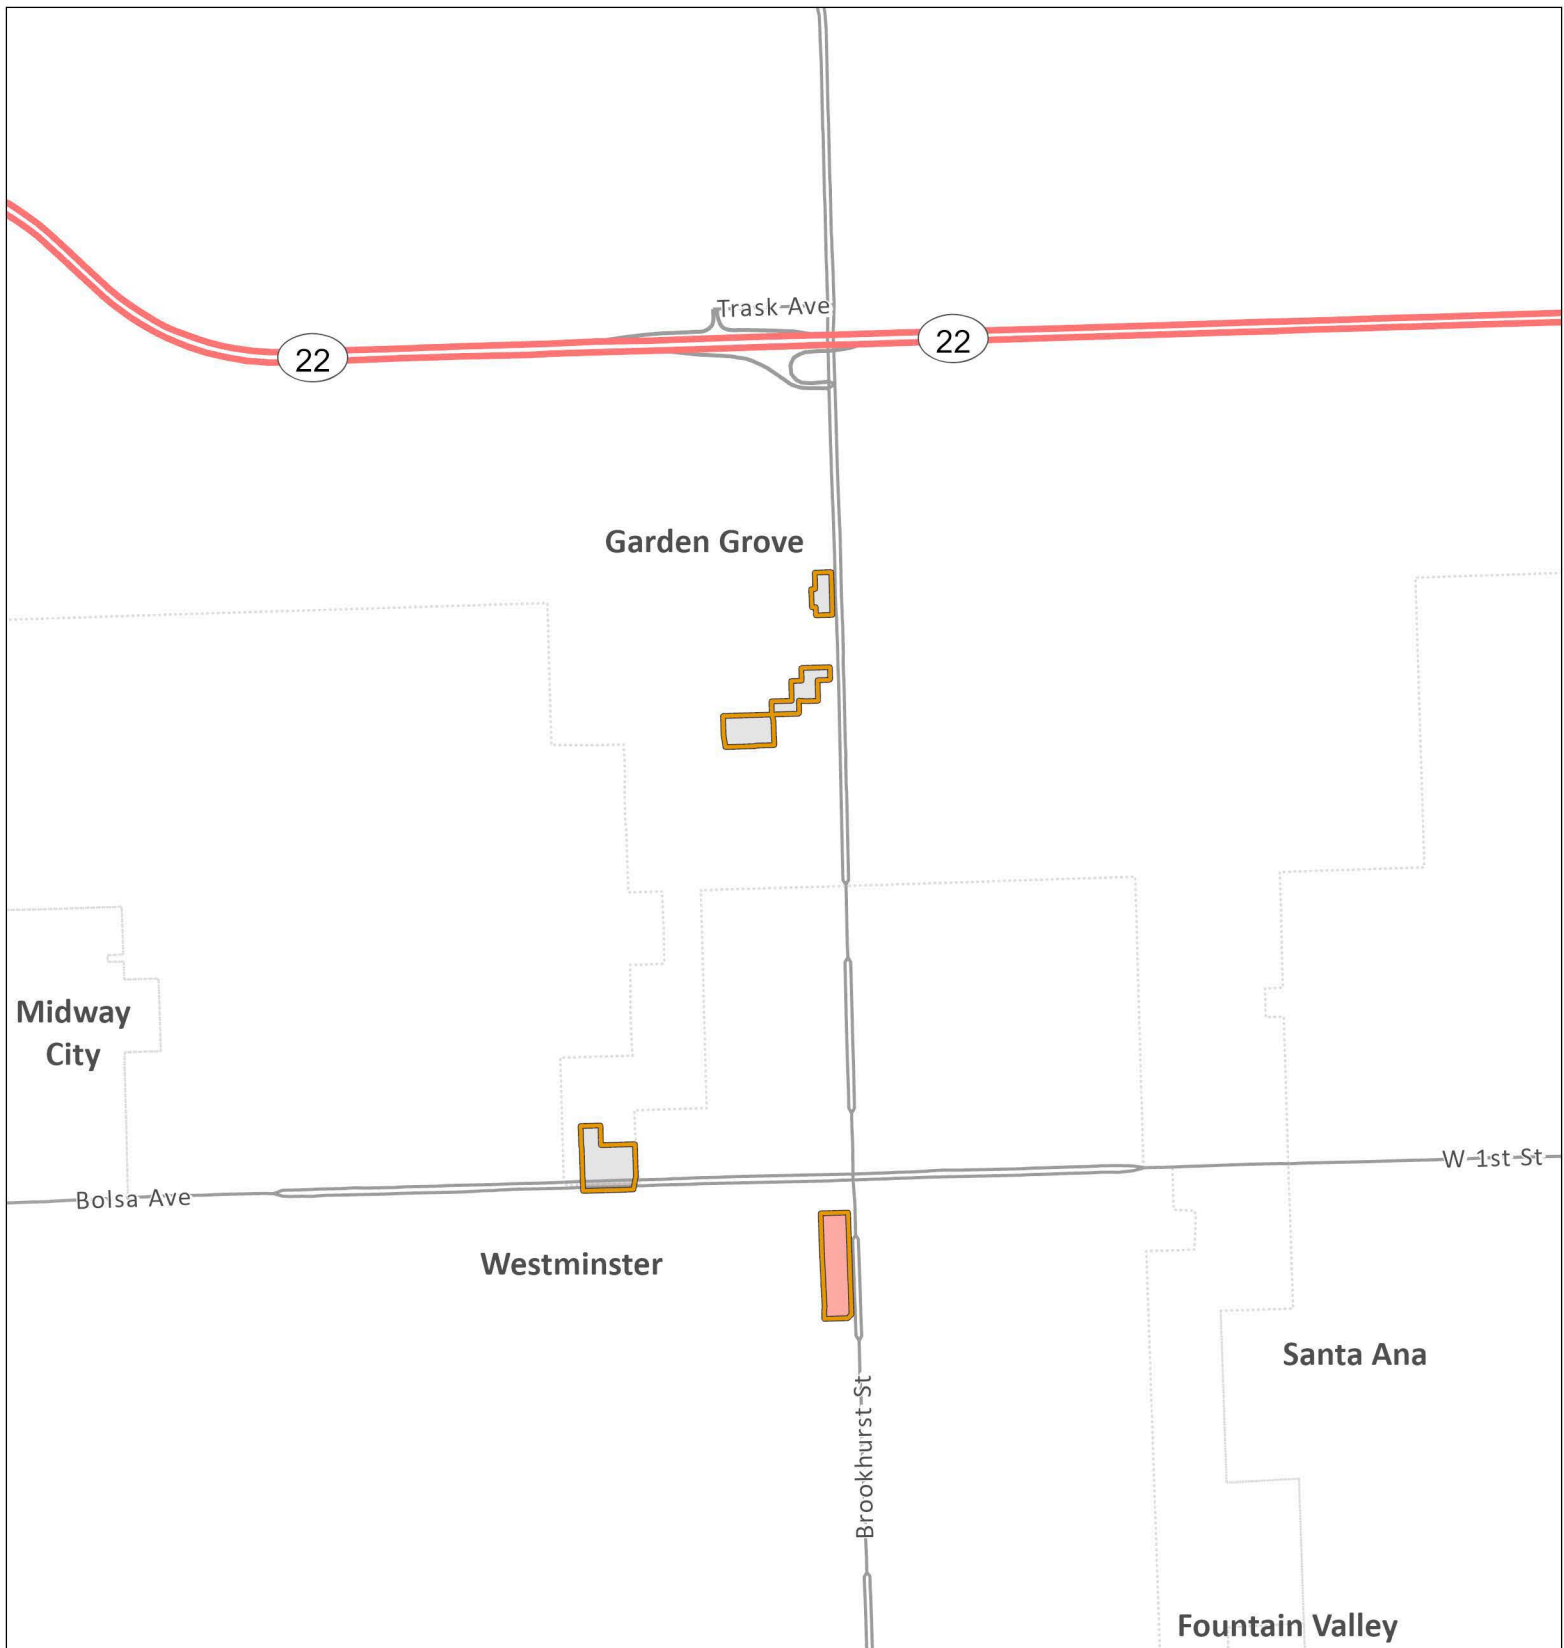 Trask Ave
22
22
Garden Grove
Midway
City
W 1st St
Bolsa Ave
Westminster
Santa Ana
Brookhurst St
Fountain Valley